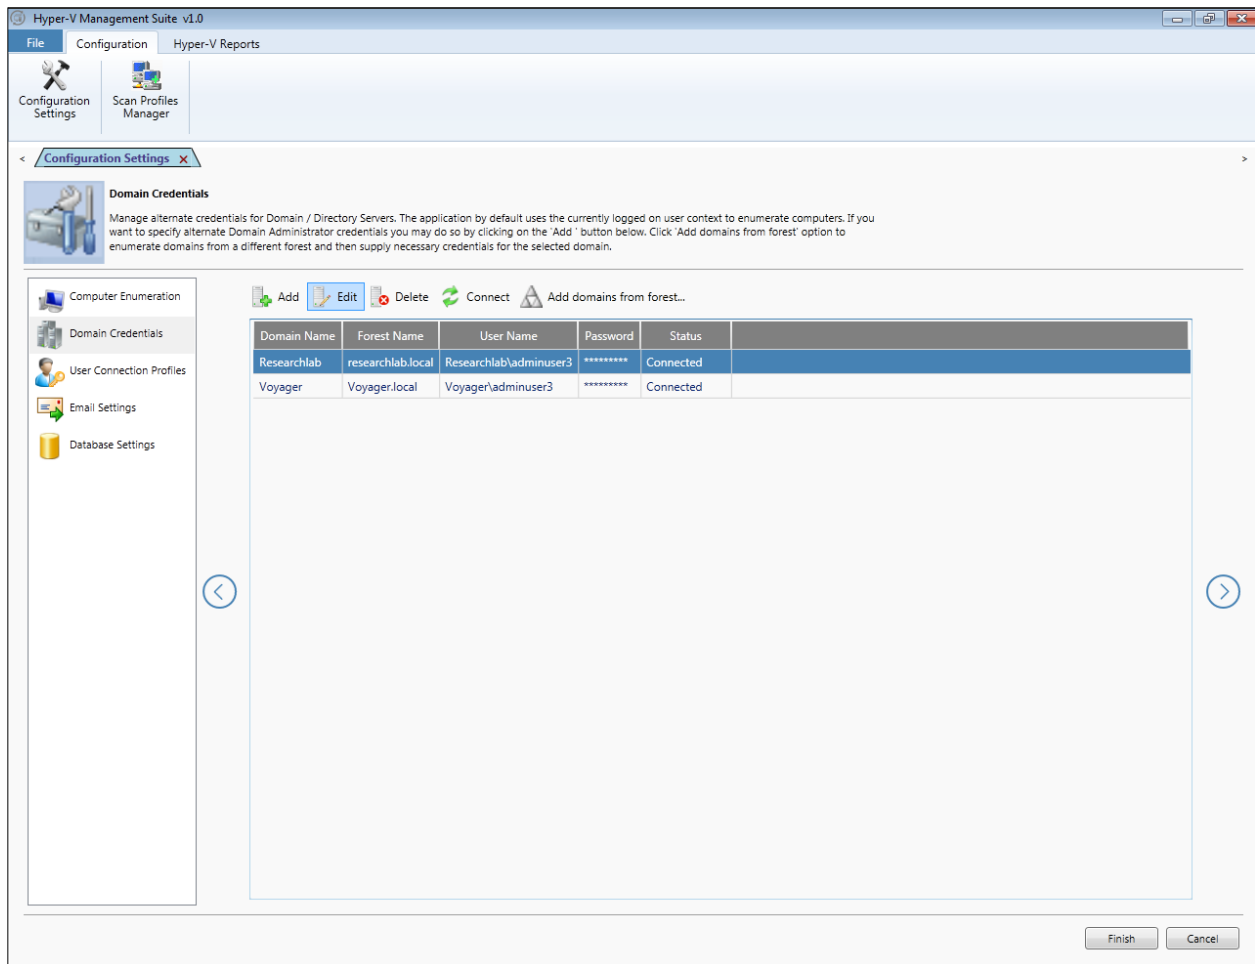 Hyper-V Management Suite v1.0
File Configuration Hyper-V Reports
Configuration Settings
Scan Profiles Manager
< Configuration Settings x >
Domain Credentials
Manage alternate credentials for Domain / Directory Servers. The application by default uses the currently logged on user context to enumerate computers. If you
want to specify alternate Domain Administrator credentials you may do so by clicking on the 'Add ' button below. Click 'Add domains from forest' option to
enumerate domains from a different forest and then supply necessary credentials for the selected domain.
Computer Enumeration
Domain Credentials
User Connection Profiles
Email Settings
Database Settings
Add Edit Delete Connect Add domains from forest...
Domain Name Forest Name User Name Password Status
Researchlab researchlab.local Researchlab\adminuser3 ********* Connected
Voyager Voyager.local Voyager\adminuser3 ********* Connected
Finish Cancel